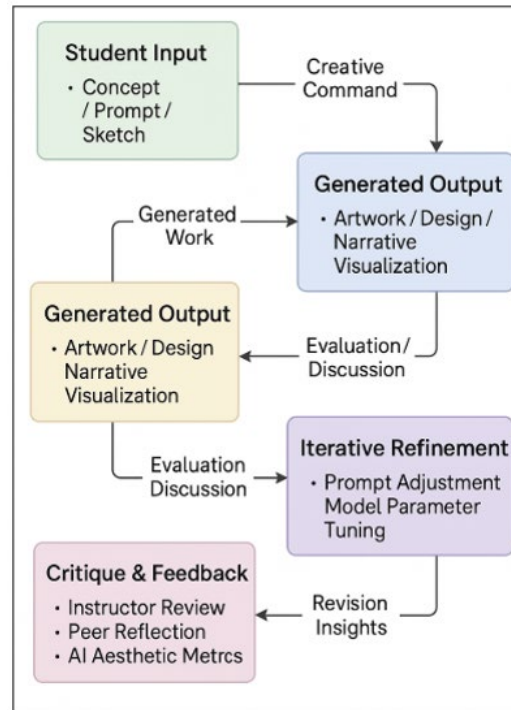 Student Input
• Concept
/ Prompt /
Sketch
Creative
Command
Generated Output
• Artwork / Design /
Narrative
Visualization
Generated
Work
Generated Output
• Artwork / Design
Narrative
Visualization
Evaluation/
Discussion
Evaluation
Discussion
Iterative Refinement
• Prompt Adjustment
Model Parameter
Tuning
Critique & Feedback
• Instructor Review
• Peer Reflection
• AI Aesthetic Metrcs
Revision
Insights